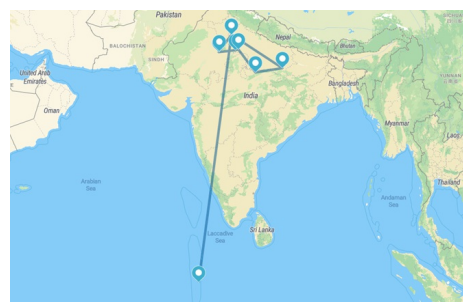 Pakistan
Nepal
BALOCHISTAN
Bhutan
SINDH
United Arab
Emirates
Bangladesh
India
Oman
Myanmar
Laos
Arabian
Sea
Thailand
Andaman
Sea
Laccadive
Sea
Sri Lanka